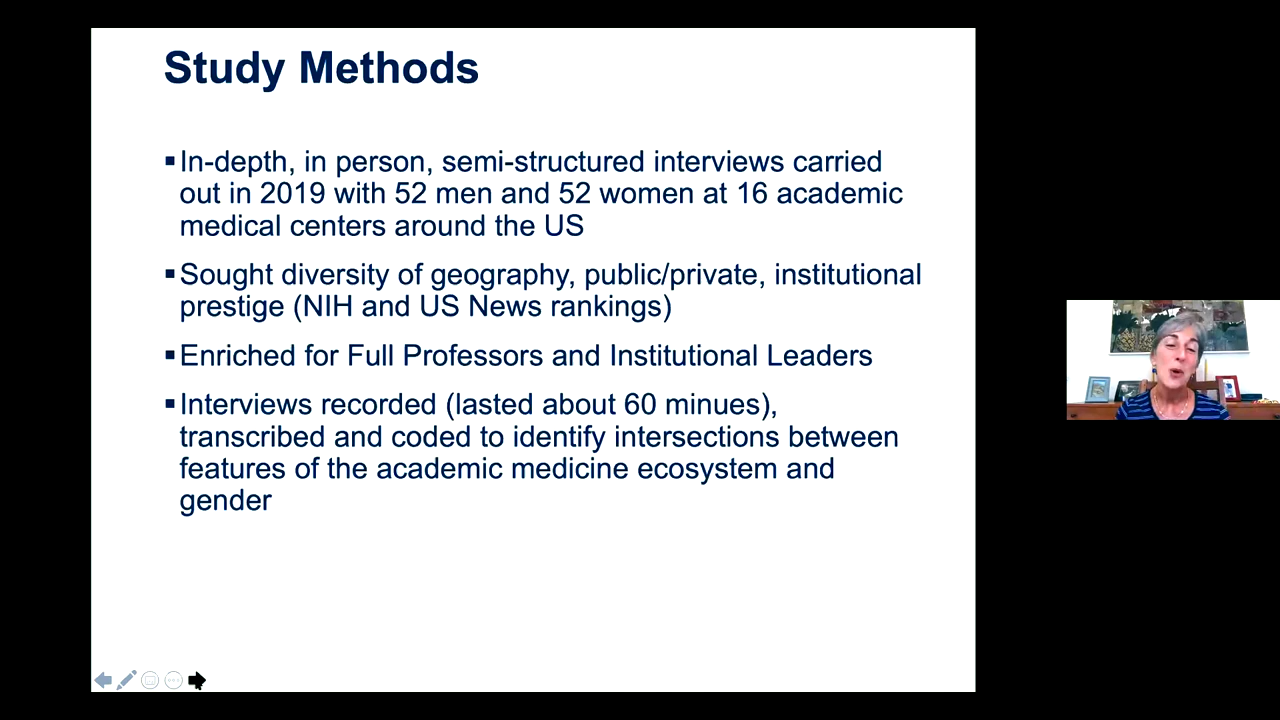 Study Methods
▪In-depth, in person, semi-structured interviews carried
out in 2019 with 52 men and 52 women at 16 academic
medical centers around the US
▪Sought diversity of geography, public/private, institutional
prestige (NIH and US News rankings)
▪Enriched for Full Professors and Institutional Leaders
▪Interviews recorded (lasted about 60 minues),
transcribed and coded to identify intersections between
features of the academic medicine ecosystem and
gender